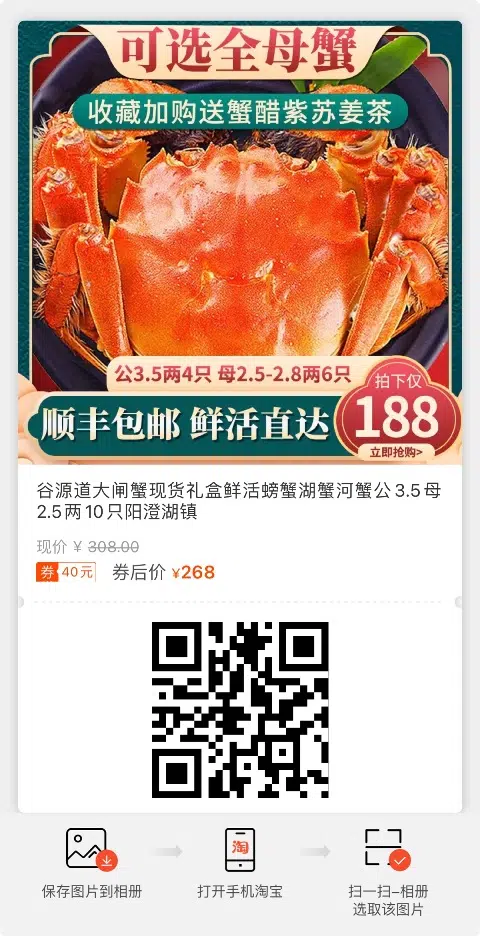 可选全母蟹
收藏加购送蟹醋紫苏姜茶
公3.5两4只 母2.5-2.8两6只
顺丰包邮 鲜活直达
拍下仅
188
立即抢购>
谷源道大闸蟹现货礼盒鲜活螃蟹湖蟹河蟹公3.5母
2.5两10只阳澄湖镇
现价 ¥ 308.00
券 40元 券后价 ¥268
淘
保存图片到相册
打开手机淘宝
扫一扫-相册
选取该图片